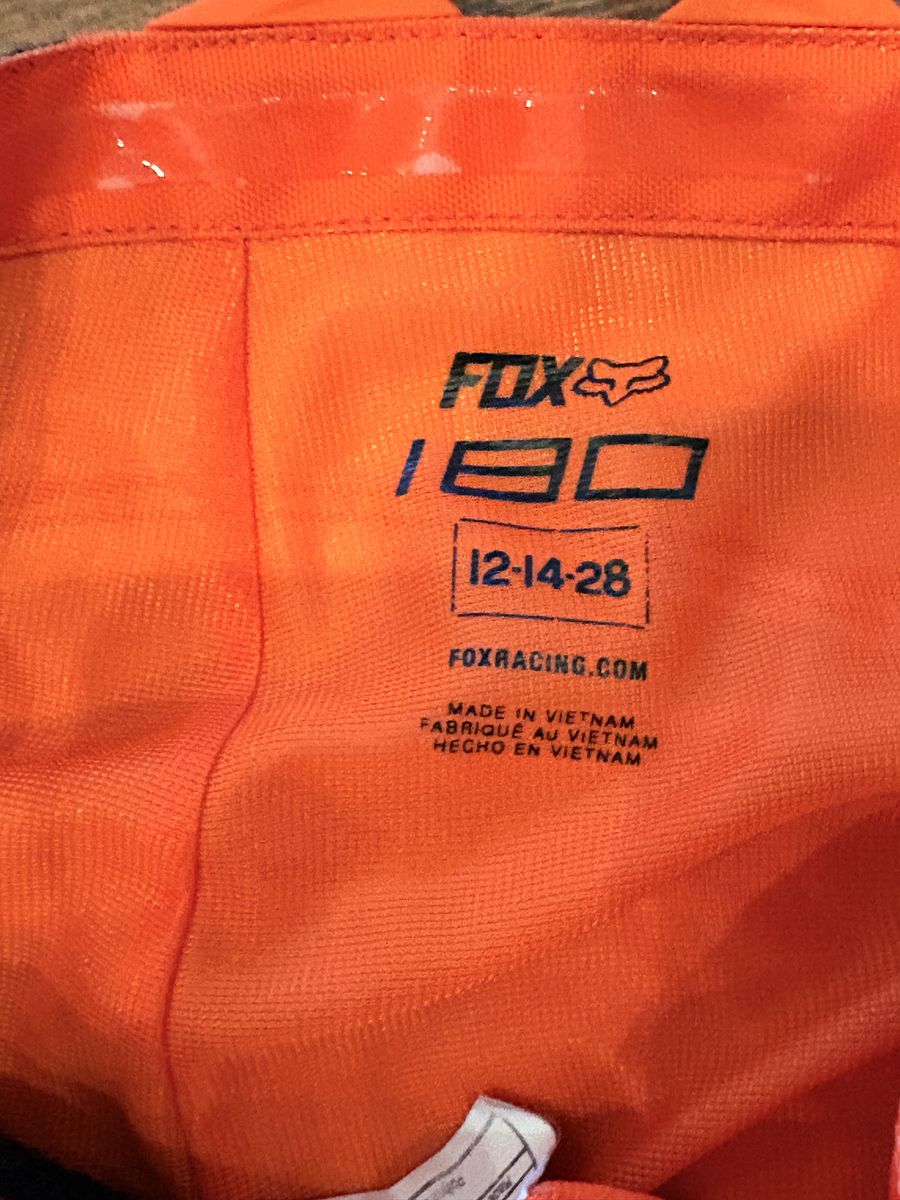 FOX
180
12-14-28
FOXRACING.COM
MADE IN VIETNAM
FABRIQUÉ AU VIETNAM
HECHO EN VIETNAM